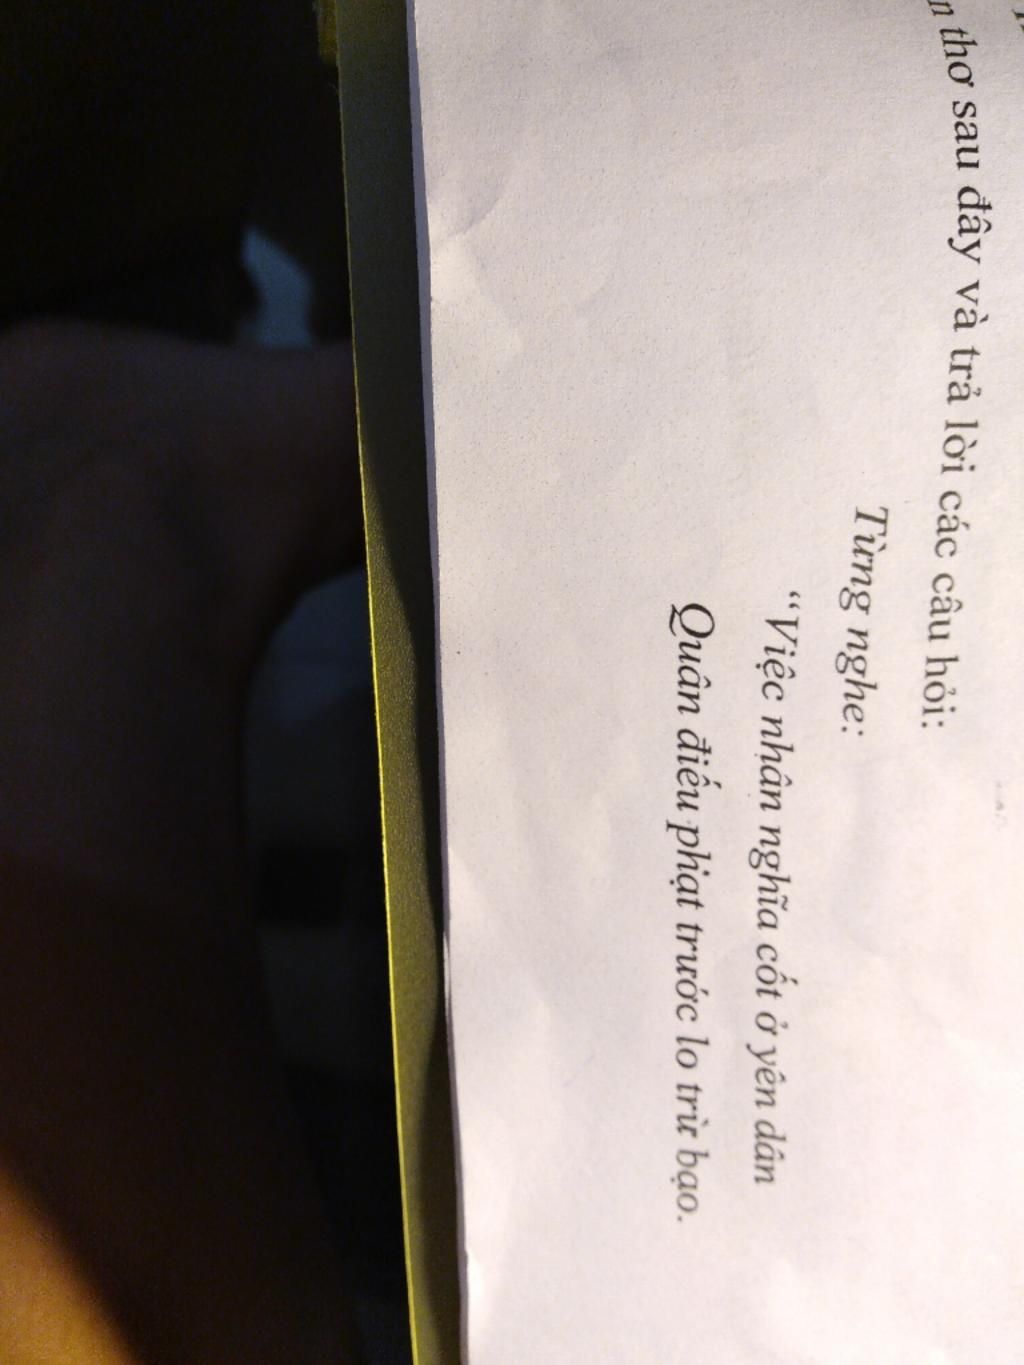 thơ sau đây và trả lời các câu hỏi:
Từng nghe:
“Việc nhận nghĩa cốt ở yên dân
Quân điếu phạt trước lo trừ bạo.